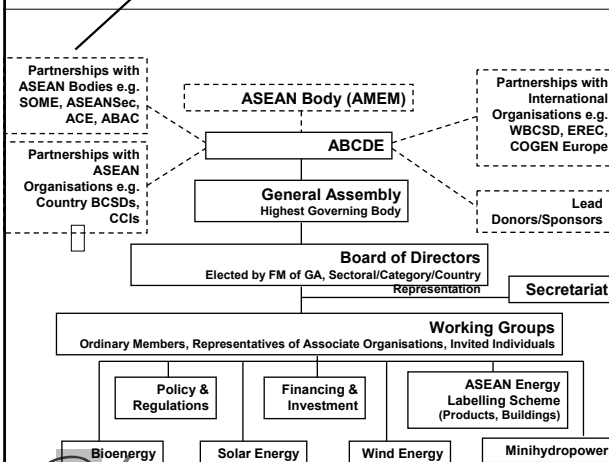 Partnerships with
ASEAN Bodies e.g.
SOME, ASEANSec,
ACE, ABAC
ASEAN Body (AMEM)
Partnerships with
International
Organisations e.g.
WBCSD, EREC,
COGEN Europe
ABCDE
Partnerships with
ASEAN
Organisations e.g.
Country BCSDs,
CCIs
General Assembly
Highest Governing Body
Lead
Donors/Sponsors
Board of Directors
Elected by FM of GA, Sectoral/Category/Country
Representation
Secretariat
Working Groups
Ordinary Members, Representatives of Associate Organisations, Invited Individuals
Policy &
Regulations
Financing &
Investment
ASEAN Energy
Labelling Scheme
(Products, Buildings)
Bioenergy
Solar Energy
Wind Energy
Minihydropower